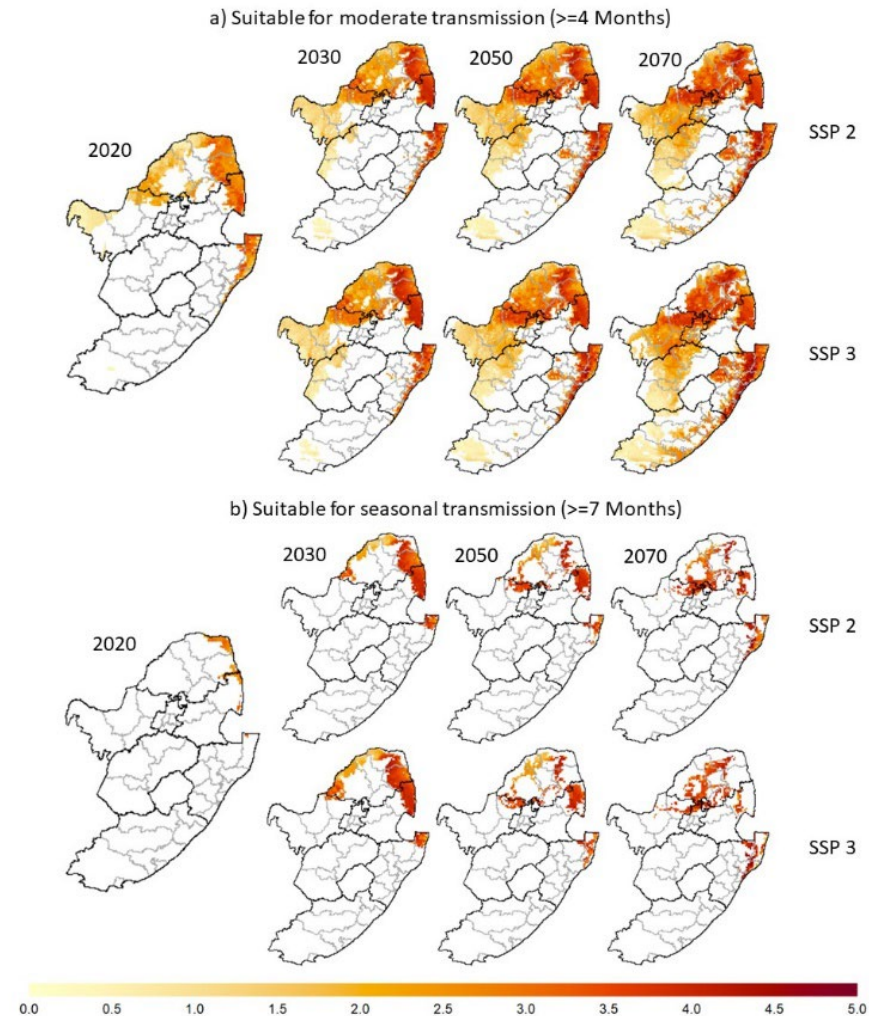 a) Suitable for moderate transmission (>=4 Months)
2030 2050 2070
2020
SSP 2
SSP 3
b) Suitable for seasonal transmission (>=7 Months)
2030 2050 2070
2020
SSP 2
SSP 3
0.0 0.5 1.0 1.5 2.0 2.5 3.0 3.5 4.0 4.5 5.0